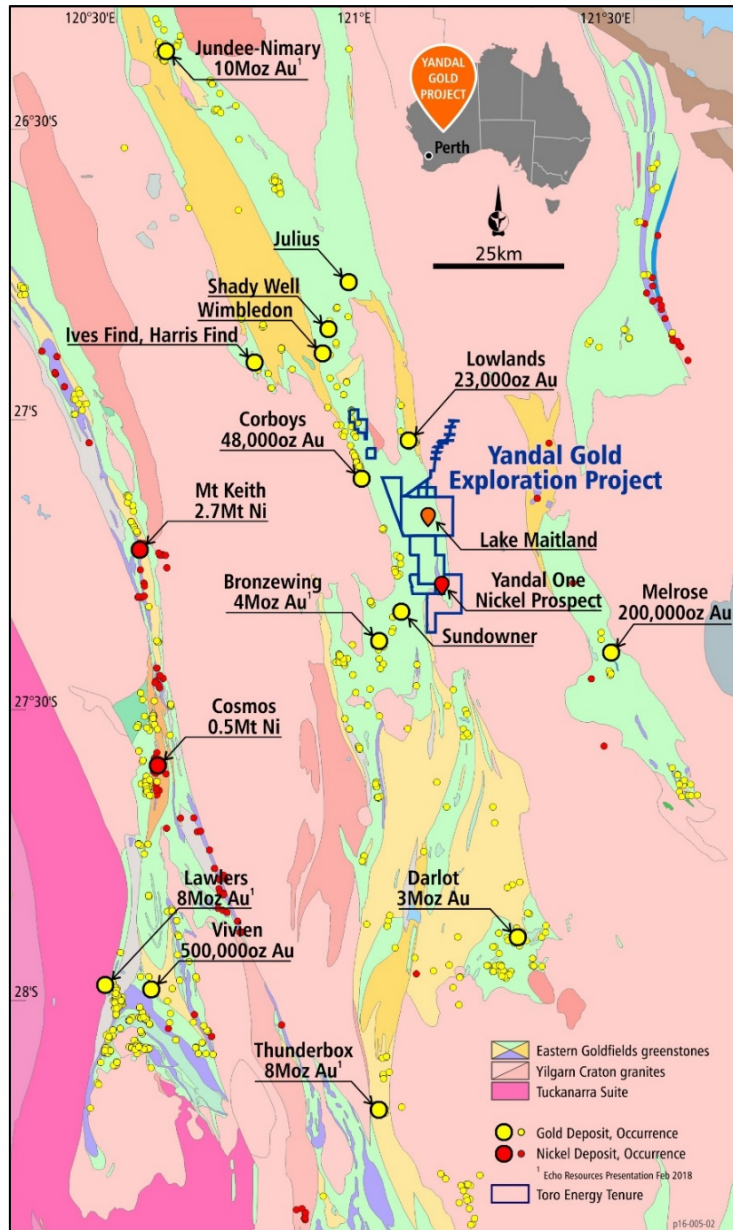 120°30'E
121°E
121°30'E
Jundee-Nimary
10Moz Au¹
YANDAL
GOLD
PROJECT
Perth
26°30'S
25km
Julius
Shady Well
Wimbledon
Ives Find, Harris Find
Lowlands
23,000oz Au
27°S
Corboys
48,000oz Au
Yandal Gold
Exploration Project
Mt Keith
2.7Mt Ni
Lake Maitland
Bronzewing
4Moz Au¹
Yandal One
Nickel Prospect
Melrose
200,000oz Au
Sundowner
27°30'S
Cosmos
0.5Mt Ni
Lawlers
8Moz Au¹
Darlot
3Moz Au
Vivien
500,000oz Au
28°S
Thunderbox
8Moz Au¹
Eastern Goldfields greenstones
Yilgarn Craton granites
Tuckanarra Suite
Gold Deposit, Occurrence
Nickel Deposit, Occurrence
¹ Echo Resources Presentation Feb 2018
Toro Energy Tenure
p16-005-02